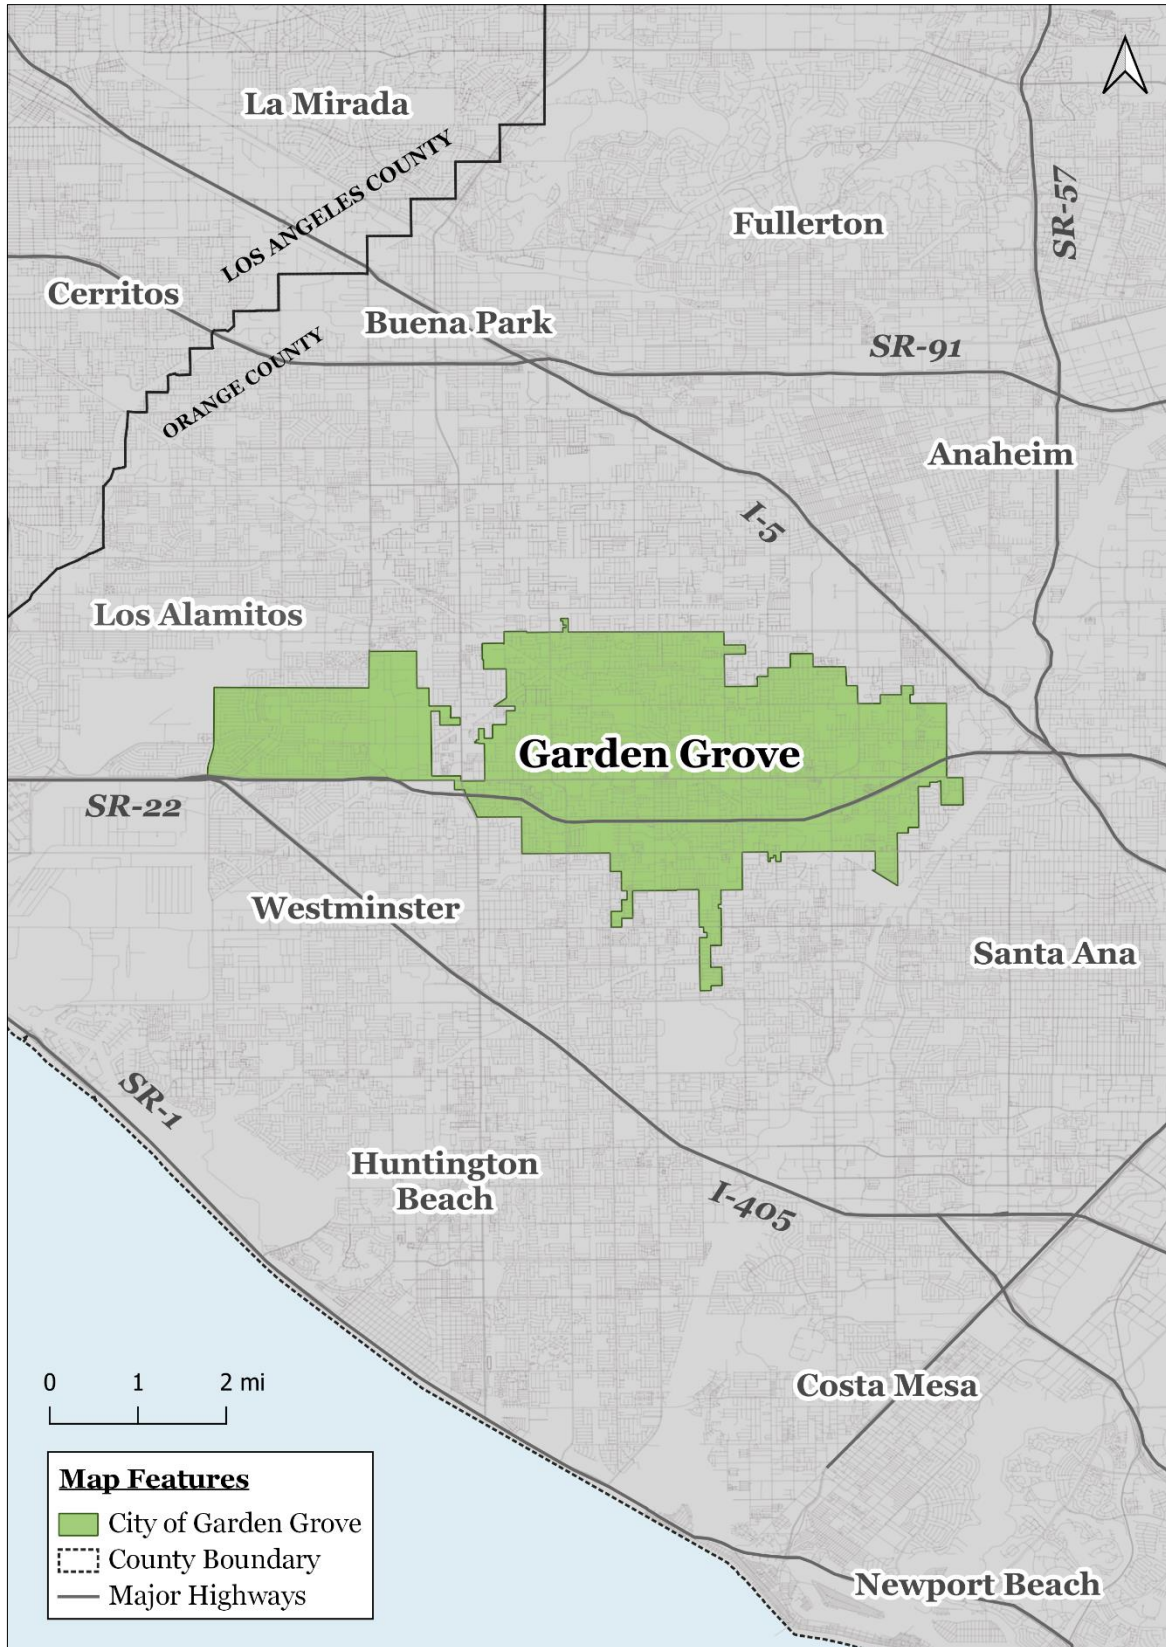 La Mirada
LOS ANGELES COUNTY
SR-57
Fullerton
Cerritos
Buena Park
SR-91
ORANGE COUNTY
Anaheim
I-5
Los Alamitos
Garden Grove
SR-22
Westminster
Santa Ana
SR-1
Huntington
Beach
I-405
0 1 2 mi
Costa Mesa
Map Features
City of Garden Grove
County Boundary
Major Highways
Newport Beach